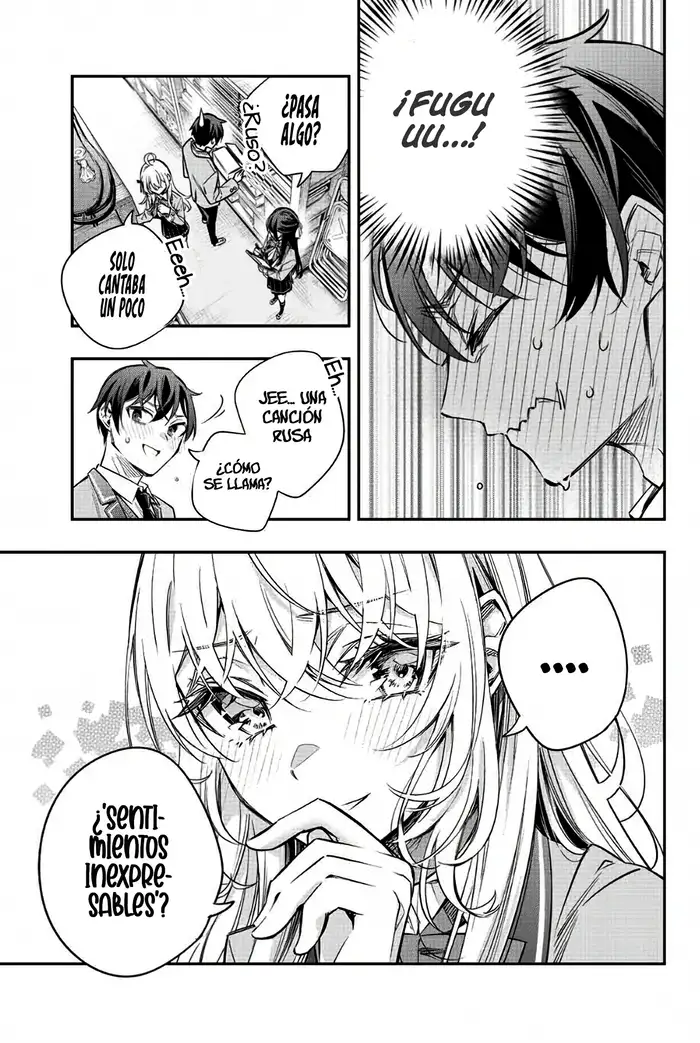 ¡FUGU
UU...!
¿PASA
ALGO?
¿Ruso?
Eeeh...
SOLO
CANTABA
UN POCO
Eh...
JEE... UNA
CANCIÓN
RUSA
¿CÓMO
SE LLAMA?
....
¿'SENTI-
MIENTOS
INEXPRE-
SABLES'?